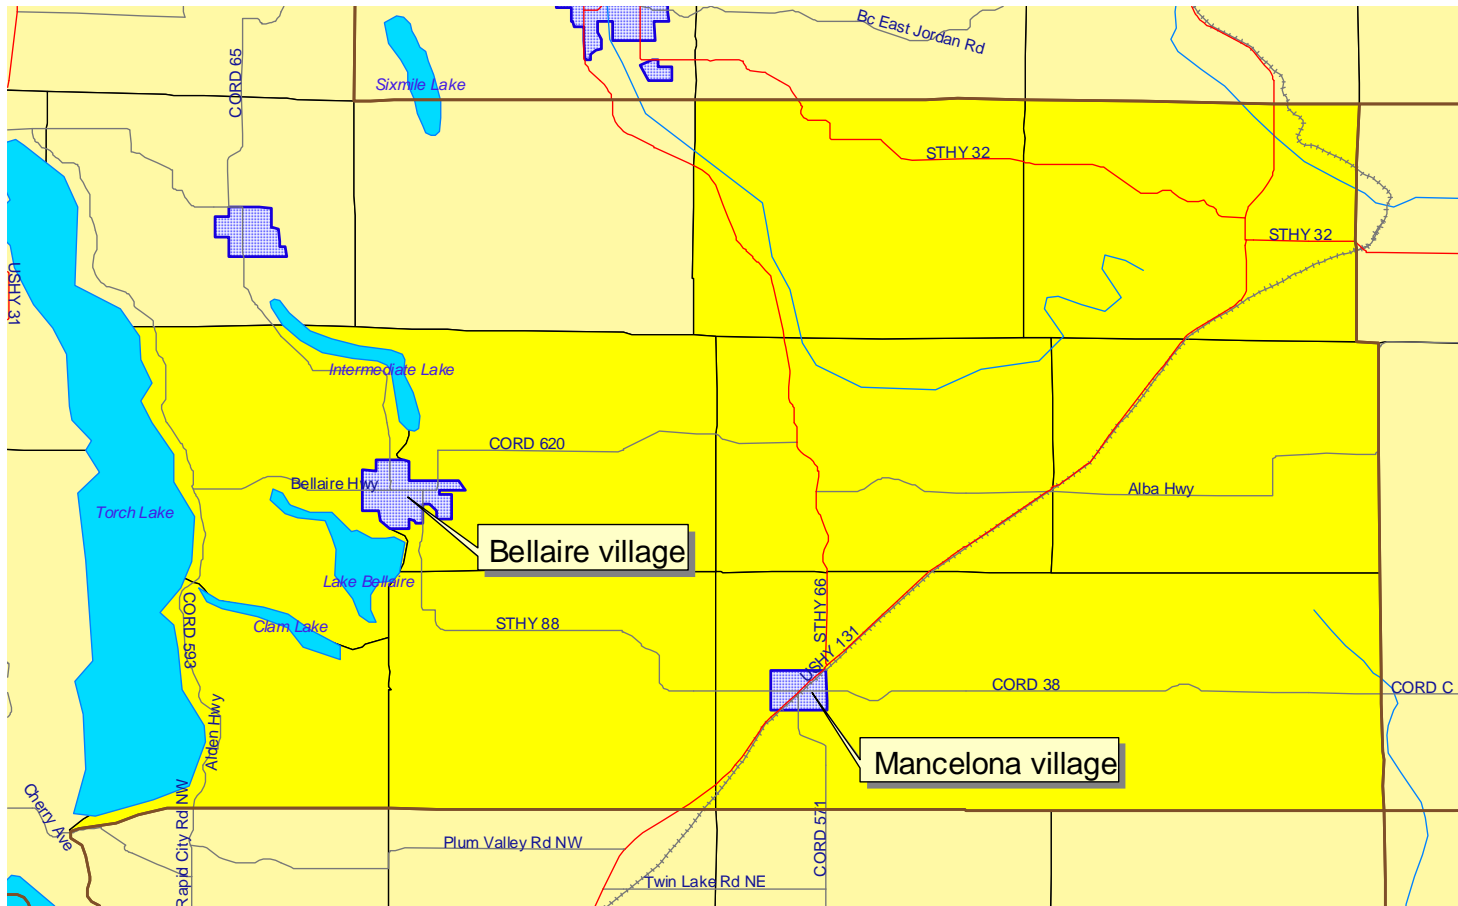 Bc East Jordan Rd
CORD 65
Sixmile Lake
STHY 32
STHY 32
USHY 31
Intermediate Lake
CORD 620
Bellaire Hwy
Alba Hwy
Torch Lake
Bellaire village
Lake Bellaire
CORD 593
Clam Lake
STHY 88
STHY 66
USHY 131
CORD 38
CORD C
Alden Hwy
Mancelona village
Cherry Ave
Rapid City Rd NW
Plum Valley Rd NW
CORD 571
Twin Lake Rd NE